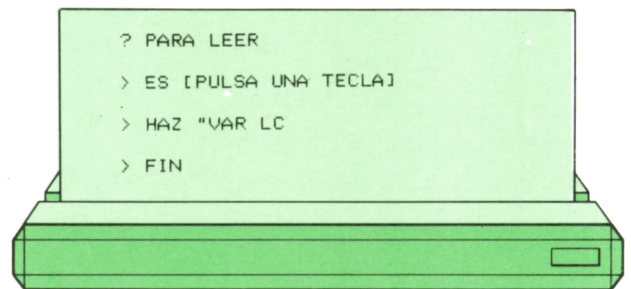 ? PARA LEER
> ES [PULSA UNA TECLA]
> HAZ "VAR LC
> FIN